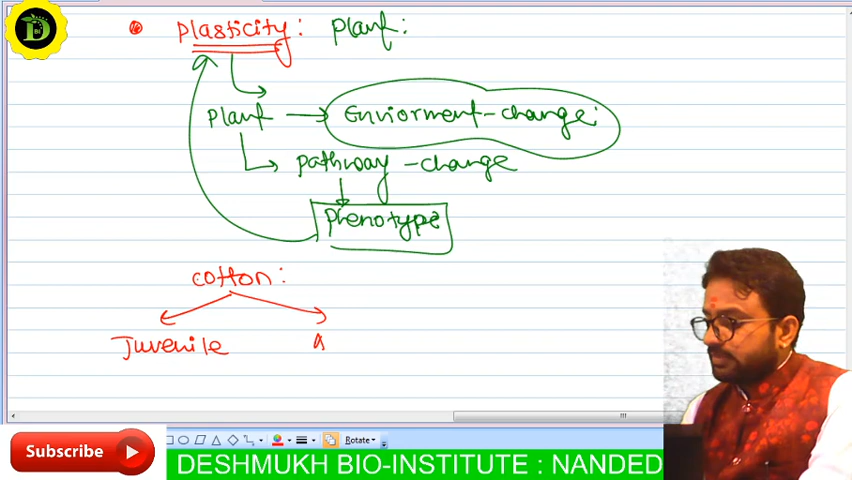 Plasticity: Plant:
Plant → Enviorment-change:
Pathway-change
Phenotype
cotton:
Juvenile A
Rotate
Subscribe
DESHMUKH BIO-INSTITUTE : NANDED